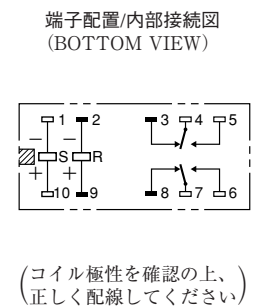 端子配置/内部接続図
(BOTTOM VIEW)
1 2 3 4 5
− −
S R
+ +
10 9 8 7 6
(コイル極性を確認の上、
正しく配線してください)